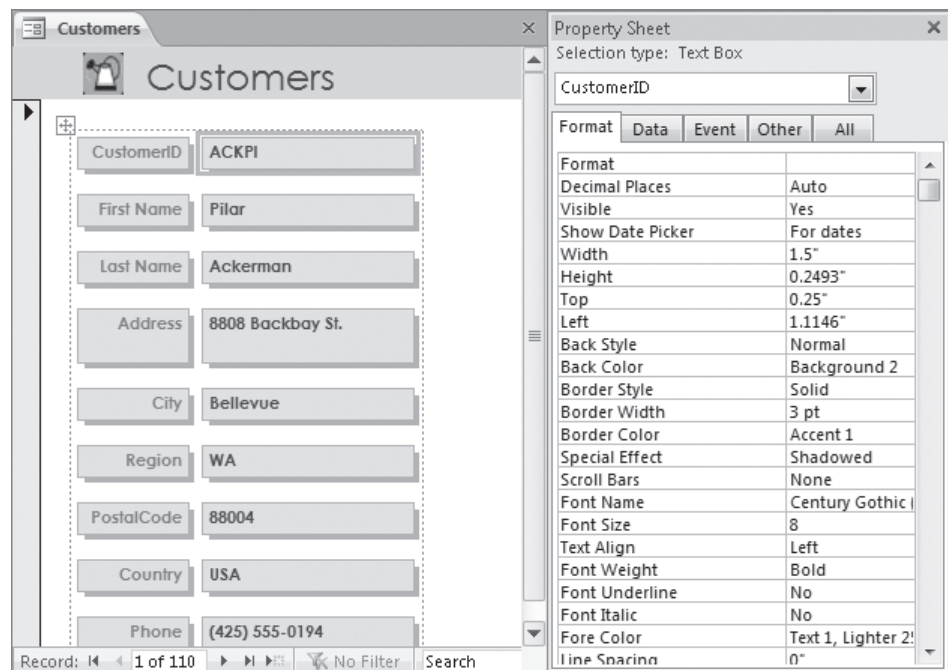 Customers
Customers
CustomerID ACKPI
First Name Pilar
Last Name Ackerman
Address 8808 Backbay St.
City Bellevue
Region WA
PostalCode 88004
Country USA
Phone (425) 555-0194
Record: 1 of 110 No Filter Search
Property Sheet
Selection type: Text Box
CustomerID
Format Data Event Other All
Format
Decimal Places Auto
Visible Yes
Show Date Picker For dates
Width 1.5"
Height 0.2493"
Top 0.25"
Left 1.1146"
Back Style Normal
Back Color Background 2
Border Style Solid
Border Width 3 pt
Border Color Accent 1
Special Effect Shadowed
Scroll Bars None
Font Name Century Gothic (
Font Size 8
Text Align Left
Font Weight Bold
Font Underline No
Font Italic No
Fore Color Text 1, Lighter 2
Line Spacing 0"